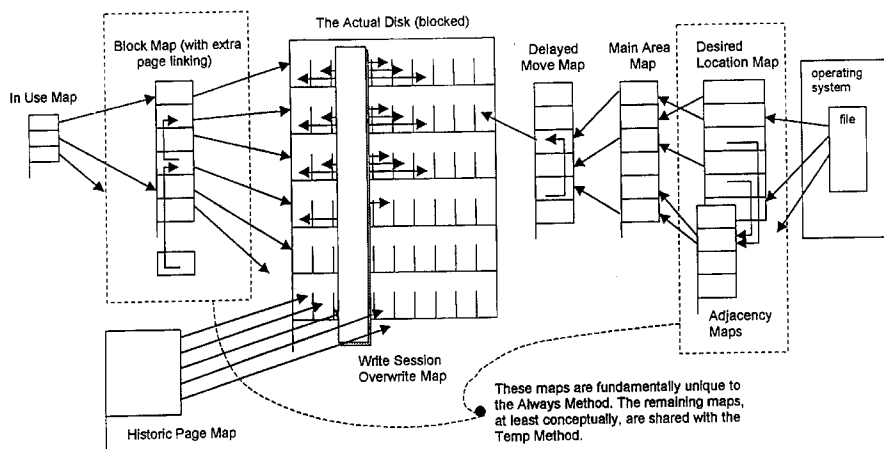 The Actual Disk (blocked)
Block Map (with extra
page linking)
Delayed
Move Map
Main Area
Map
Desired
Location Map
operating
system
file
In Use Map
Adjacency
Maps
Write Session
Overwrite Map
Historic Page Map
These maps are fundamentally unique to
the Always Method. The remaining maps,
at least conceptually, are shared with the
Temp Method.